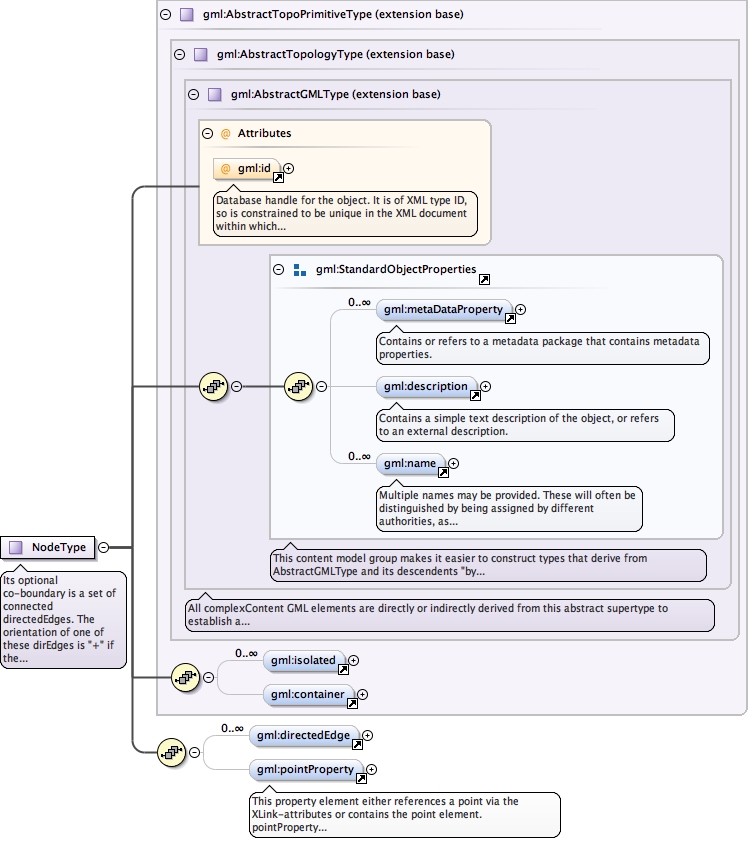 gml:AbstractTopoPrimitiveType (extension base)
gml:AbstractTopologyType (extension base)
gml:AbstractGMLType (extension base)
@ Attributes
@ gml:id
Database handle for the object. It is of XML type ID,
so is constrained to be unique in the XML document
within which...
gml:StandardObjectProperties
0..∞
gml:metaDataProperty
Contains or refers to a metadata package that contains metadata
properties.
gml:description
Contains a simple text description of the object, or refers
to an external description.
0..∞
gml:name
Multiple names may be provided. These will often be
distinguished by being assigned by different
authorities, as...
This content model group makes it easier to construct types that derive from
AbstractGMLType and its descendents "by...
All complexContent GML elements are directly or indirectly derived from this abstract supertype to
establish a...
NodeType
Its optional
co-boundary is a set of
connected
directedEdges. The
orientation of one of
these dirEdges is "+" if
the...
0..∞
gml:isolated
gml:container
0..∞
gml:directedEdge
gml:pointProperty
This property element either references a point via the
XLink-attributes or contains the point element.
pointProperty...